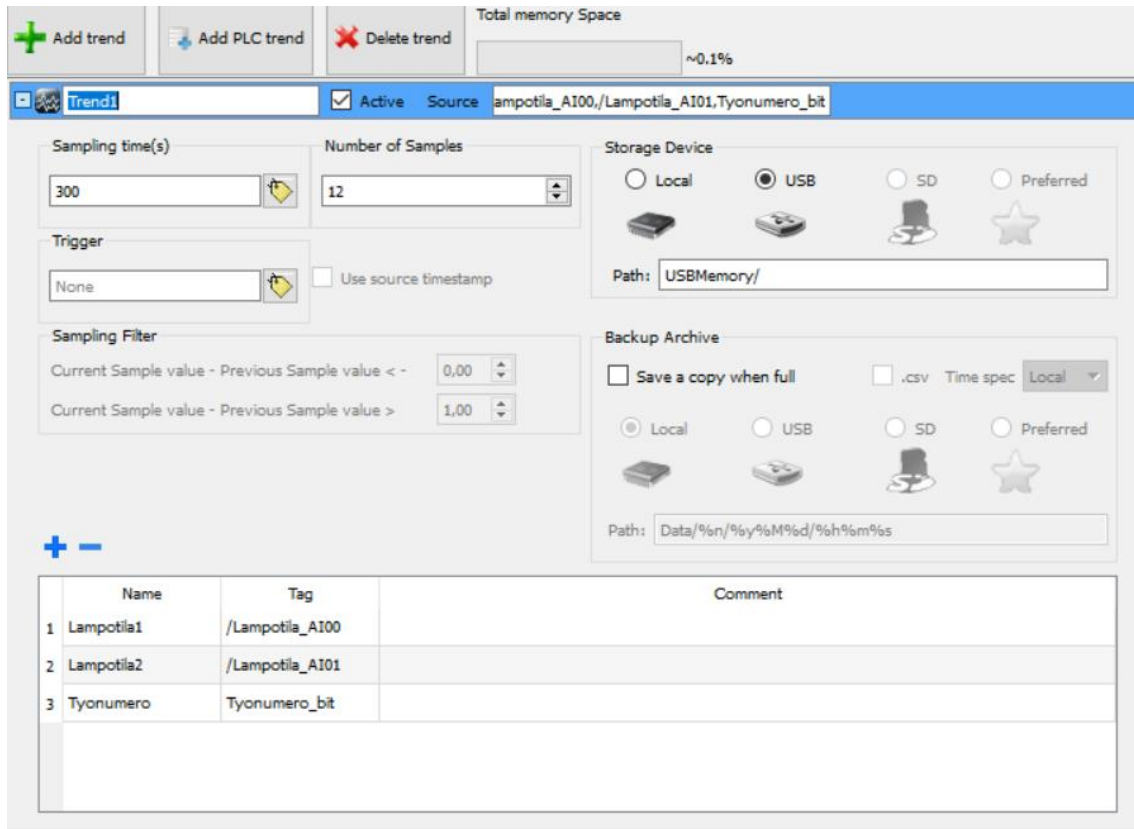 Total memory Space
Add trend Add PLC trend Delete trend
~0.1%
Trend1 Active Source ampotila_AI00,/Lampotila_AI01,Tyonumero_bit
Sampling time(s) Number of Samples Storage Device
300 12 Local USB SD Preferred
Trigger
None Use source timestamp Path: USBMemory/
Sampling Filter Backup Archive
Current Sample value - Previous Sample value < - 0,00 Save a copy when full .csv Time spec Local
Current Sample value - Previous Sample value > 1,00
Local USB SD Preferred
Path: Data/%n/%y%M%d/%h%m%s
Name Tag Comment
1 Lampotila1 /Lampotila_AI00
2 Lampotila2 /Lampotila_AI01
3 Tyonumero Tyonumero_bit